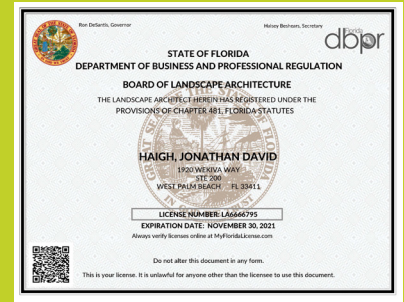 Ron DeSantis, Governor
Halsey Beshears, Secretary
Florida
dbpr
STATE OF FLORIDA
DEPARTMENT OF BUSINESS AND PROFESSIONAL REGULATION
BOARD OF LANDSCAPE ARCHITECTURE
THE LANDSCAPE ARCHITECT HEREIN HAS REGISTERED UNDER THE
PROVISIONS OF CHAPTER 481, FLORIDA STATUTES
HAIGH, JONATHAN DAVID
1920 WEKIVA WAY
STE 200
WEST PALM BEACH FL 33411
LICENSE NUMBER: LA6666795
EXPIRATION DATE: NOVEMBER 30, 2021
Always verify licenses online at MyFloridaLicense.com
Do not alter this document in any form.
This is your license. It is unlawful for anyone other than the licensee to use this document.